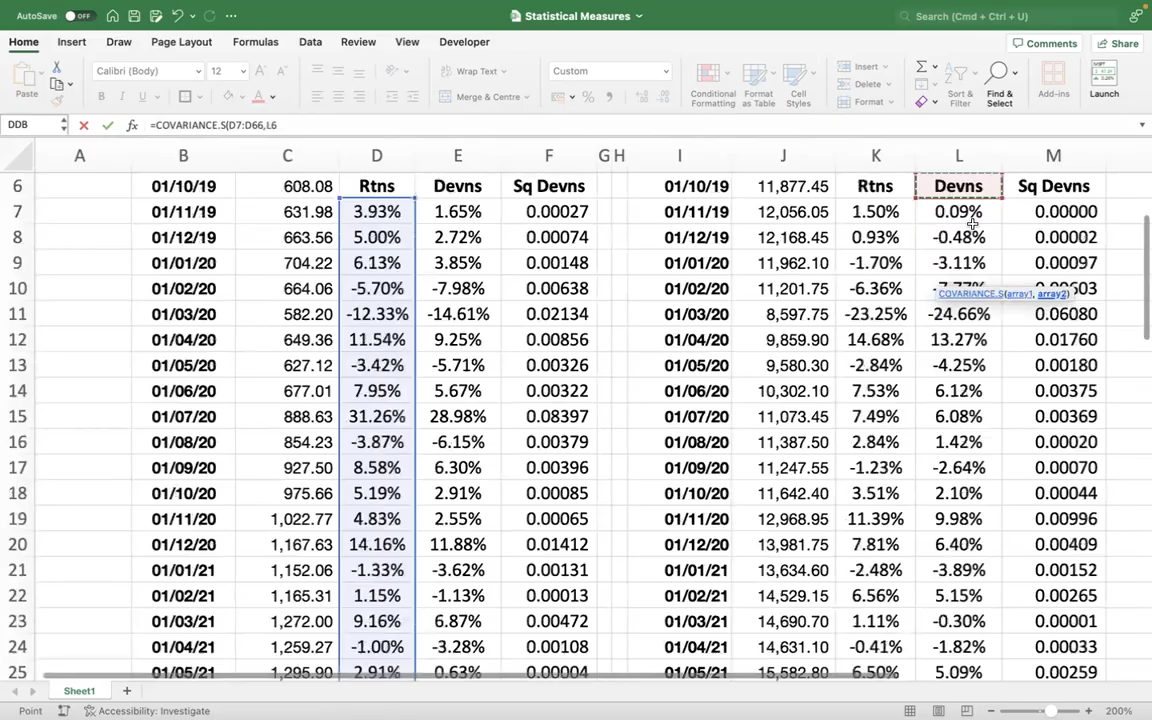 AutoSave OFF Statistical Measures Search (Cmd + Ctrl + U)
Home Insert Draw Page Layout Formulas Data Review View Developer Comments Share
Paste Calibri (Body) 12 Wrap Text Merge & Centre Custom Conditional Formatting Format as Table Cell Styles Insert Delete Format Sort & Filter Find & Select Add-ins Launch
DDB fx =COVARIANCE.S(D7:D66,L6
A B C D E F G H I J K L M
6 01/10/19 608.08 Rtns Devns Sq Devns 01/10/19 11,877.45 Rtns Devns Sq Devns
7 01/11/19 631.98 3.93% 1.65% 0.00027 01/11/19 12,056.05 1.50% 0.09% 0.00000
8 01/12/19 663.56 5.00% 2.72% 0.00074 01/12/19 12,168.45 0.93% -0.48% 0.00002
9 01/01/20 704.22 6.13% 3.85% 0.00148 01/01/20 11,962.10 -1.70% -3.11% 0.00097
10 01/02/20 664.06 -5.70% -7.98% 0.00638 01/02/20 11,201.75 -6.36%
COVARIANCE.S(array1, array2)
11 01/03/20 582.20 -12.33% -14.61% 0.02134 01/03/20 8,597.75 -23.25% -24.66% 0.06080
12 01/04/20 649.36 11.54% 9.25% 0.00856 01/04/20 9,859.90 14.68% 13.27% 0.01760
13 01/05/20 627.12 -3.42% -5.71% 0.00326 01/05/20 9,580.30 -2.84% -4.25% 0.00180
14 01/06/20 677.01 7.95% 5.67% 0.00322 01/06/20 10,302.10 7.53% 6.12% 0.00375
15 01/07/20 888.63 31.26% 28.98% 0.08397 01/07/20 11,073.45 7.49% 6.08% 0.00369
16 01/08/20 854.23 -3.87% -6.15% 0.00379 01/08/20 11,387.50 2.84% 1.42% 0.00020
17 01/09/20 927.50 8.58% 6.30% 0.00396 01/09/20 11,247.55 -1.23% -2.64% 0.00070
18 01/10/20 975.66 5.19% 2.91% 0.00085 01/10/20 11,642.40 3.51% 2.10% 0.00044
19 01/11/20 1,022.77 4.83% 2.55% 0.00065 01/11/20 12,968.95 11.39% 9.98% 0.00996
20 01/12/20 1,167.63 14.16% 11.88% 0.01412 01/12/20 13,981.75 7.81% 6.40% 0.00409
21 01/01/21 1,152.06 -1.33% -3.62% 0.00131 01/01/21 13,634.60 -2.48% -3.89% 0.00152
22 01/02/21 1,165.31 1.15% -1.13% 0.00013 01/02/21 14,529.15 6.56% 5.15% 0.00265
23 01/03/21 1,272.00 9.16% 6.87% 0.00472 01/03/21 14,690.70 1.11% -0.30% 0.00001
24 01/04/21 1,259.27 -1.00% -3.28% 0.00108 01/04/21 14,631.10 -0.41% -1.82% 0.00033
25 01/05/21 1,295.90 2.91% 0.63% 0.00004 01/05/21 15,582.80 6.50% 5.09% 0.00259
Sheet1
Point Accessibility: Investigate 200%